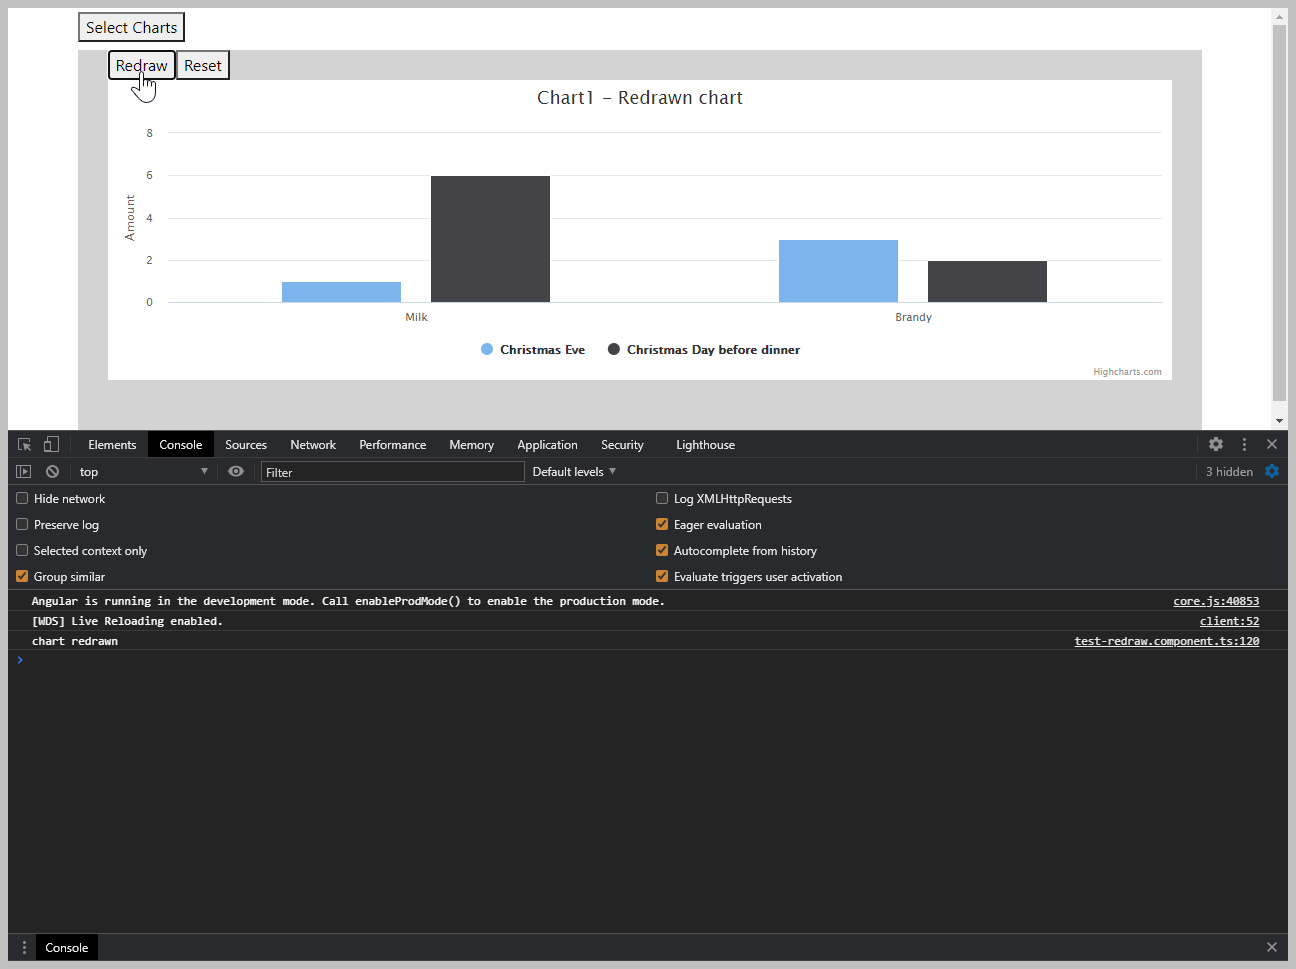 Select Charts
Redraw Reset
Chart1 – Redrawn chart
8
6
4
2
0
Amount
Milk Brandy
Christmas Eve Christmas Day before dinner
Highcharts.com
Elements Console Sources Network Performance Memory Application Security Lighthouse
top Filter Default levels 3 hidden
Hide network Log XMLHttpRequests
Preserve log Eager evaluation
Selected context only Autocomplete from history
Group similar Evaluate triggers user activation
Angular is running in the development mode. Call enableProdMode() to enable the production mode. core.js:40853
[WDS] Live Reloading enabled. client:52
chart redrawn test-redraw.component.ts:120
Console